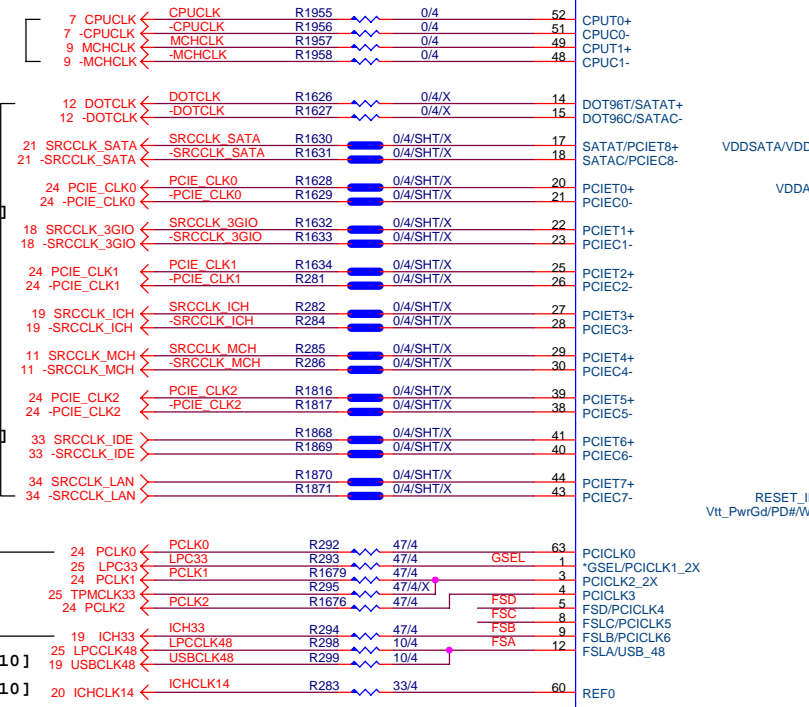 7 CPUCLK CPUCLK R1955 0/4 52 CPUT0+
7 -CPUCLK -CPUCLK R1956 0/4 51 CPUC0-
9 MCHCLK MCHCLK R1957 0/4 49 CPUT1+
9 -MCHCLK -MCHCLK R1958 0/4 48 CPUC1-
12 DOTCLK DOTCLK R1626 0/4/X 14 DOT96T/SATAT+
12 -DOTCLK -DOTCLK R1627 0/4/X 15 DOT96C/SATAC-
21 SRCCLK_SATA SRCCLK_SATA R1630 0/4/SHT/X 17 SATAT/PCIET8+ VDDSATA/VDD
21 -SRCCLK_SATA -SRCCLK_SATA R1631 0/4/SHT/X 18 SATAC/PCIEC8-
24 PCIE_CLK0 PCIE_CLK0 R1628 0/4/SHT/X 20 PCIET0+ VDDA
24 -PCIE_CLK0 -PCIE_CLK0 R1629 0/4/SHT/X 21 PCIEC0-
18 SRCCLK_3GIO SRCCLK_3GIO R1632 0/4/SHT/X 22 PCIET1+
18 -SRCCLK_3GIO -SRCCLK_3GIO R1633 0/4/SHT/X 23 PCIEC1-
24 PCIE_CLK1 PCIE_CLK1 R1634 0/4/SHT/X 25 PCIET2+
24 -PCIE_CLK1 -PCIE_CLK1 R281 0/4/SHT/X 26 PCIEC2-
19 SRCCLK_ICH SRCCLK_ICH R282 0/4/SHT/X 27 PCIET3+
19 -SRCCLK_ICH -SRCCLK_ICH R284 0/4/SHT/X 28 PCIEC3-
11 SRCCLK_MCH SRCCLK_MCH R285 0/4/SHT/X 29 PCIET4+
11 -SRCCLK_MCH -SRCCLK_MCH R286 0/4/SHT/X 30 PCIEC4-
24 PCIE_CLK2 PCIE_CLK2 R1816 0/4/SHT/X 39 PCIET5+
24 -PCIE_CLK2 -PCIE_CLK2 R1817 0/4/SHT/X 38 PCIEC5-
33 SRCCLK_IDE R1868 0/4/SHT/X 41 PCIET6+
33 -SRCCLK_IDE R1869 0/4/SHT/X 40 PCIEC6-
34 SRCCLK_LAN R1870 0/4/SHT/X 44 PCIET7+
34 -SRCCLK_LAN R1871 0/4/SHT/X 43 PCIEC7- RESET_I
Vtt_PwrGd/PD#/W
24 PCLK0 PCLK0 R292 47/4 63 PCICLK0
25 LPC33 LPC33 R293 47/4 GSEL 1 *GSEL/PCICLK1_2X
24 PCLK1 PCLK1 R1679 47/4 3 PCICLK2_2X
25 TPMCLK33 R295 47/4/X 4 PCICLK3
24 PCLK2 PCLK2 R1676 47/4 FSD 5 FSD/PCICLK4
FSC 8 FSLC/PCICLK5
19 ICH33 ICH33 R294 47/4 FSB 9 FSLB/PCICLK6
25 LPCCLK48 LPCCLK48 R298 10/4 FSA 12 FSLA/USB_48
10] 19 USBCLK48 USBCLK48 R299 10/4
10] 20 ICHCLK14 ICHCLK14 R283 33/4 60 REF0